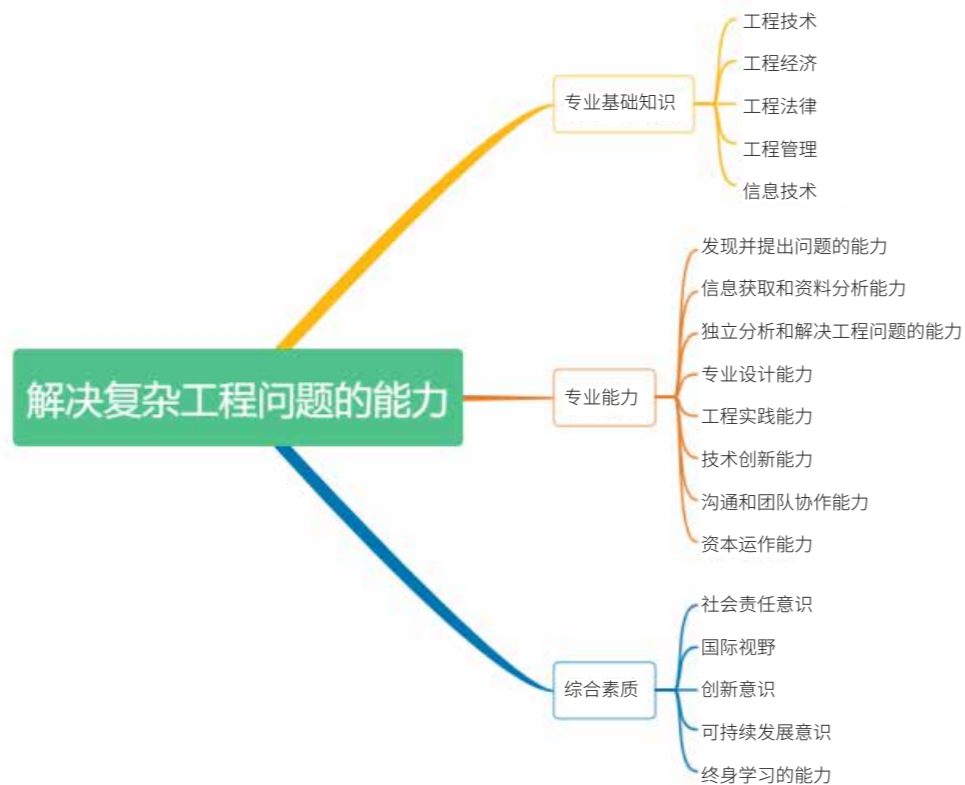 解决复杂工程问题的能力
专业基础知识
工程技术
工程经济
工程法律
工程管理
信息技术
专业能力
发现并提出问题的能力
信息获取和资料分析能力
独立分析和解决工程问题的能力
专业设计能力
工程实践能力
技术创新能力
沟通和团队协作能力
资本运作能力
综合素质
社会责任意识
国际视野
创新意识
可持续发展意识
终身学习的能力